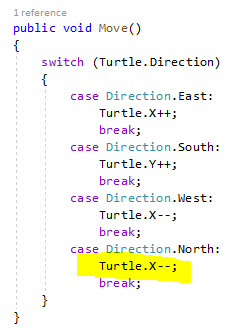 1 reference
public void Move()
{
switch (Turtle.Direction)
{
case Direction.East:
Turtle.X++;
break;
case Direction.South:
Turtle.Y++;
break;
case Direction.West:
Turtle.X--;
break;
case Direction.North:
Turtle.X--;
break;
}
}